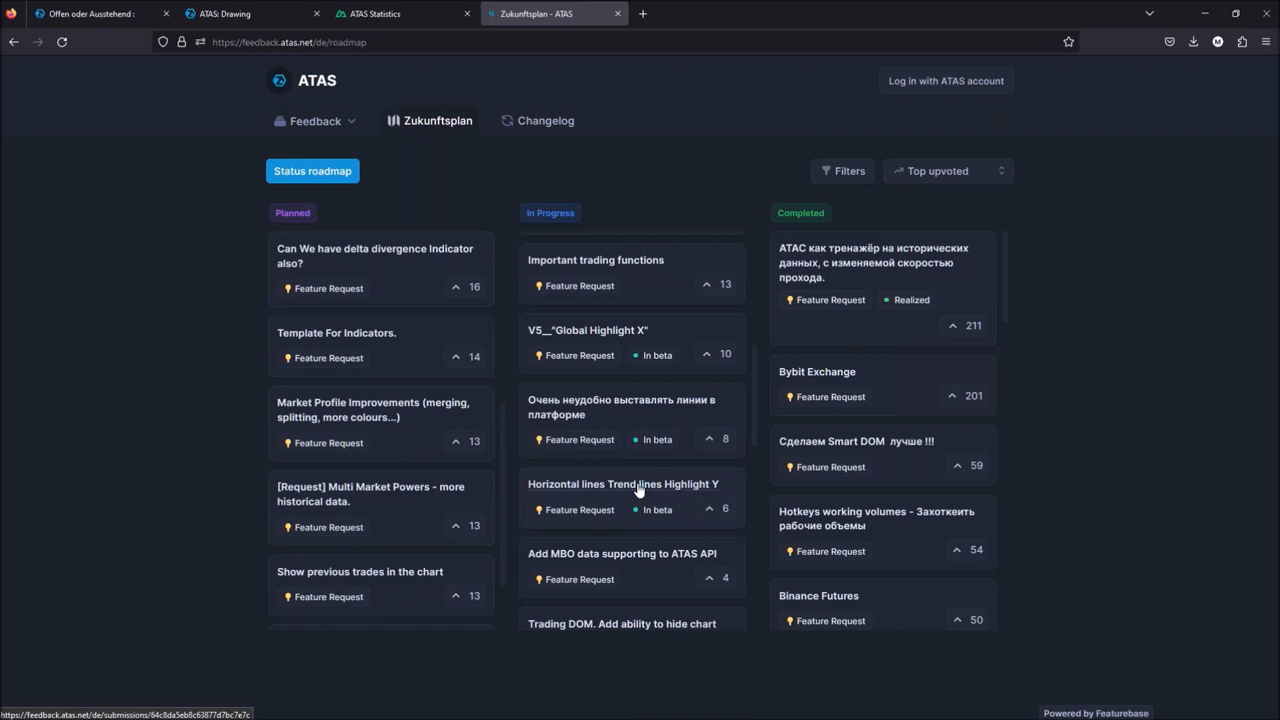 Offen oder Ausstehend :
ATAS: Drawing
ATAS Statistics
Zukunftsplan - ATAS
https://feedback.atas.net/de/roadmap
ATAS
Log in with ATAS account
Feedback
Zukunftsplan
Changelog
Status roadmap
Filters
Top upvoted
Planned
Can We have delta divergence Indicator
also?
Feature Request
16
Template For Indicators.
Feature Request
14
Market Profile Improvements (merging,
splitting, more colours...)
Feature Request
13
[Request] Multi Market Powers - more
historical data.
Feature Request
13
Show previous trades in the chart
Feature Request
13
In Progress
Important trading functions
Feature Request
13
V5__"Global Highlight X"
Feature Request
In beta
10
Очень неудобно выставлять линии в
платформе
Feature Request
In beta
8
Horizontal lines Trend lines Highlight Y
Feature Request
In beta
6
Add MBO data supporting to ATAS API
Feature Request
4
Trading DOM. Add ability to hide chart
Completed
АТАС как тренажёр на исторических
данных, с изменяемой скоростью
прохода.
Feature Request
Realized
211
Bybit Exchange
Feature Request
201
Сделаем Smart DOM лучше !!!
Feature Request
59
Hotkeys working volumes - Захоткеить
рабочие объемы
Feature Request
54
Binance Futures
Feature Request
50
https://feedback.atas.net/de/submissions/64c8da5eb8c63877d7bc7e7c
Powered by Featurebase